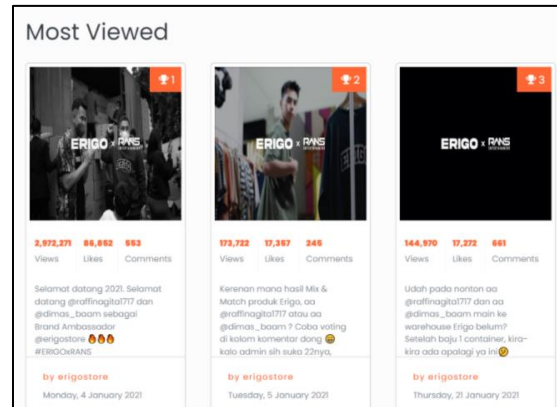 Most Viewed
1
ERIGO x RANS
ENTERTAINMENT
2,972,271 86,852 553
Views Likes Comments
Selamat datang 2021. Selamat
datang @raffinagita1717 dan
@dimas_baam sebagai
Brand Ambassador
@erigostore 🔥🔥🔥
#ERIGOxRANS
by erigostore
Monday, 4 January 2021
2
ERIGO x RANS
ENTERTAINMENT
173,722 17,357 245
Views Likes Comments
Kerenan mana hasil Mix &
Match produk Erigo, aa
@raffinagita1717 atau aa
@dimas_baam ? Coba voting
di kolom komentar dong 😄
kalo admin sih suka 22nya,
by erigostore
Tuesday, 5 January 2021
3
ERIGO x RANS
ENTERTAINMENT
144,970 17,272 661
Views Likes Comments
Udah pada nonton aa
@raffinagita1717 dan aa
@dimas_baam main ke
warehouse Erigo belum?
Setelah baju 1 container, kira-
kira ada apalagi ya ini🤔
by erigostore
Thursday, 21 January 2021